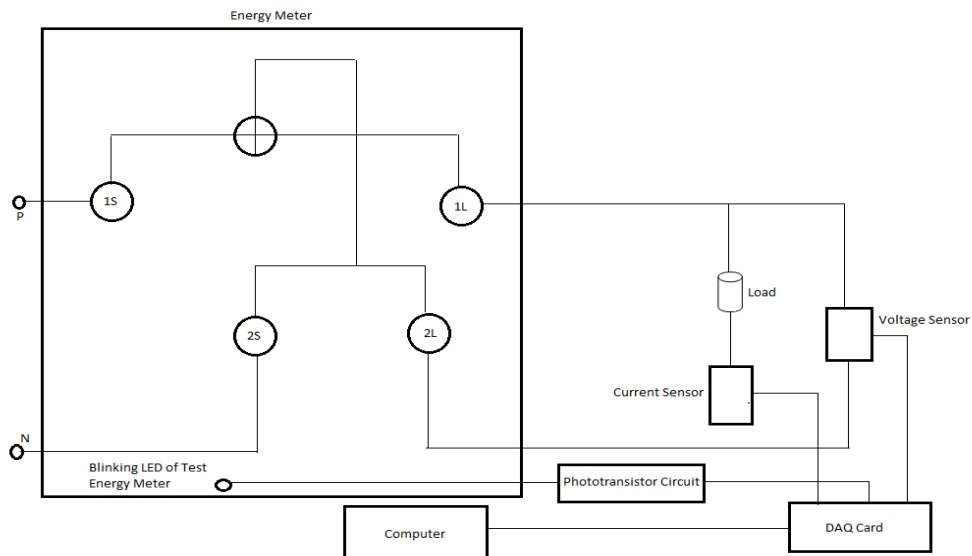 Energy Meter
1S
P
1L
Load
Voltage Sensor
2S
2L
Current Sensor
N
Blinking LED of Test
Energy Meter
Phototransistor Circuit
Computer
DAQ Card